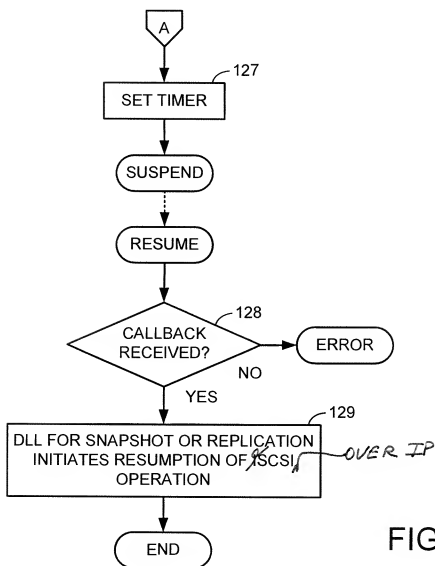 A
127
SET TIMER
SUSPEND
RESUME
128
CALLBACK
RECEIVED?
ERROR
NO
YES
129
DLL FOR SNAPSHOT OR REPLICATION
INITIATES RESUMPTION OF iSCSI OVER IP
OPERATION
END
FIG